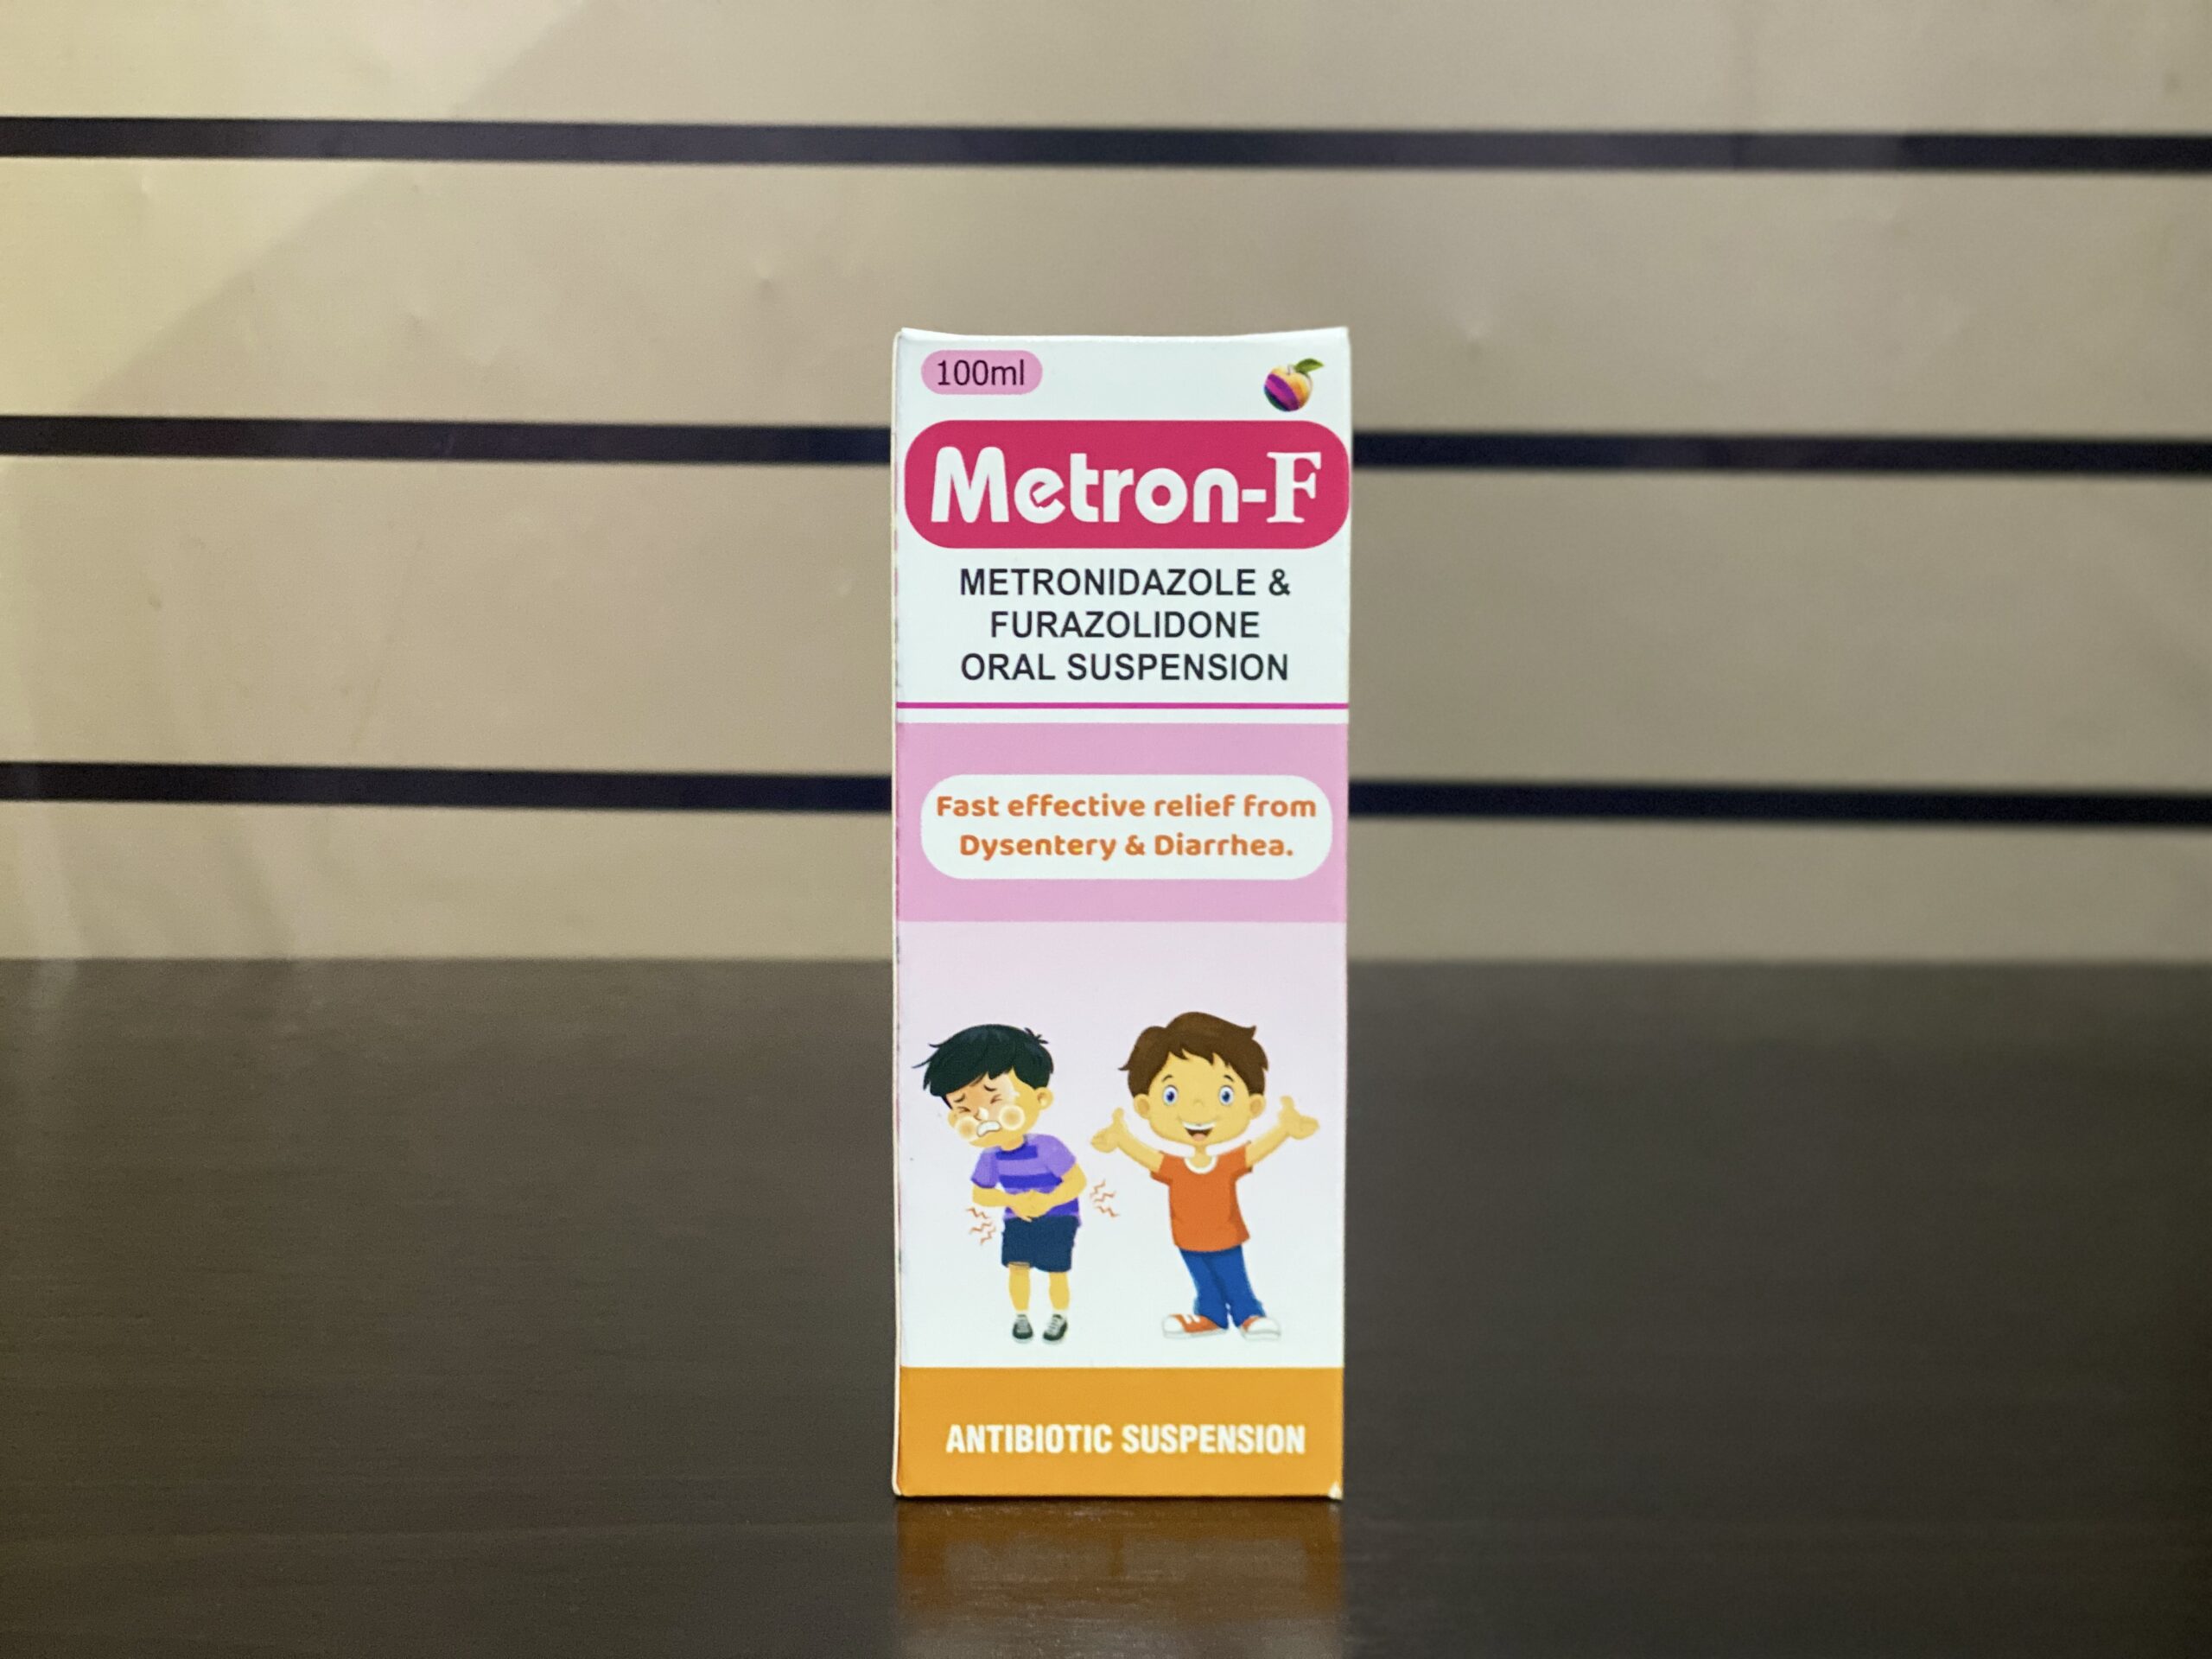 100ml
Metron-F
METRONIDAZOLE &
FURAZOLIDONE
ORAL SUSPENSION
Fast effective relief from
Dysentery & Diarrhea.
ANTIBIOTIC SUSPENSION